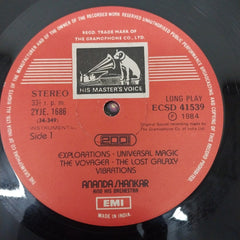 REGD. TRADE MARK OF
THE GRAMOPHONE CO. LTD.
HIS MASTER'S VOICE
STEREO
33⅓ r. p. m.
2YJE. 1686
(34-349)
INSTRUMENTAL
Side 1
LONG PLAY
ECSD 41539
℗ 1984
2001
EXPLORATIONS · UNIVERSAL MAGIC
THE VOYAGER · THE LOST GALAXY
VIBRATIONS
ANANDA SHANKAR
AND HIS ORCHESTRA
EMI
MADE IN INDIA